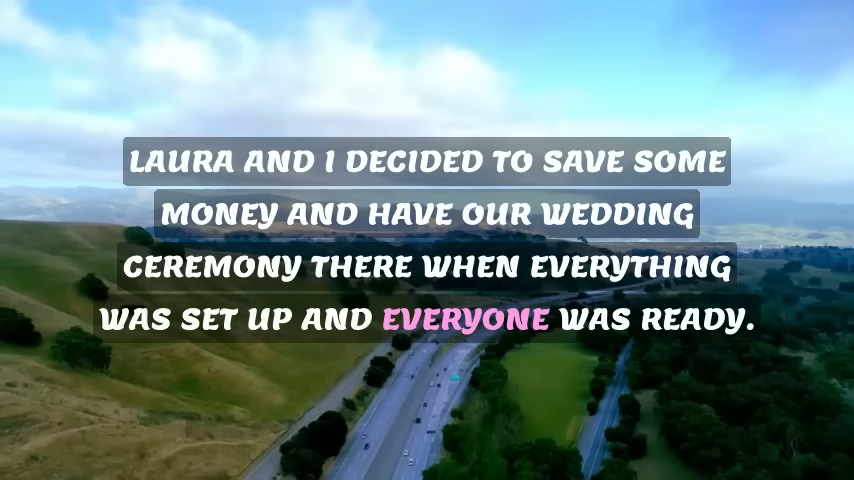 LAURA AND I DECIDED TO SAVE SOME
MONEY AND HAVE OUR WEDDING
CEREMONY THERE WHEN EVERYTHING
WAS SET UP AND EVERYONE WAS READY.